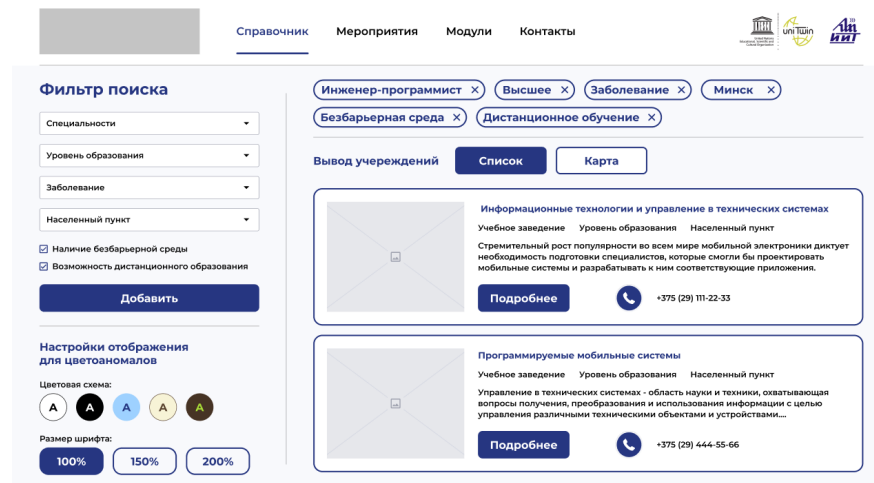 Справочник Мероприятия Модули Контакты
uniTwin
ИИТ
Фильтр поиска
Специальности
Уровень образования
Заболевание
Населенный пункт
Наличие безбарьерной среды
Возможность дистанционного образования
Добавить
Настройки отображения
для цветоаномалов
Цветовая схема:
A A A A A
Размер шрифта:
100% 150% 200%
Инженер-программист × Высшее × Заболевание × Минск ×
Безбарьерная среда × Дистанционное обучение ×
Вывод учереждений Список Карта
Информационные технологии и управление в технических системах
Учебное заведение Уровень образования Населенный пункт
Стремительный рост популярности во всем мире мобильной электроники диктует
необходимость подготовки специалистов, которые смогли бы проектировать
мобильные системы и разрабатывать к ним соответствующие приложения.
Подробнее +375 (29) 111-22-33
Программируемые мобильные системы
Учебное заведение Уровень образования Населенный пункт
Управление в технических системах - область науки и техники, охватывающая
вопросы получения, преобразования и использования информации с целью
управления различными техническими объектами и устройствами....
Подробнее +375 (29) 444-55-66